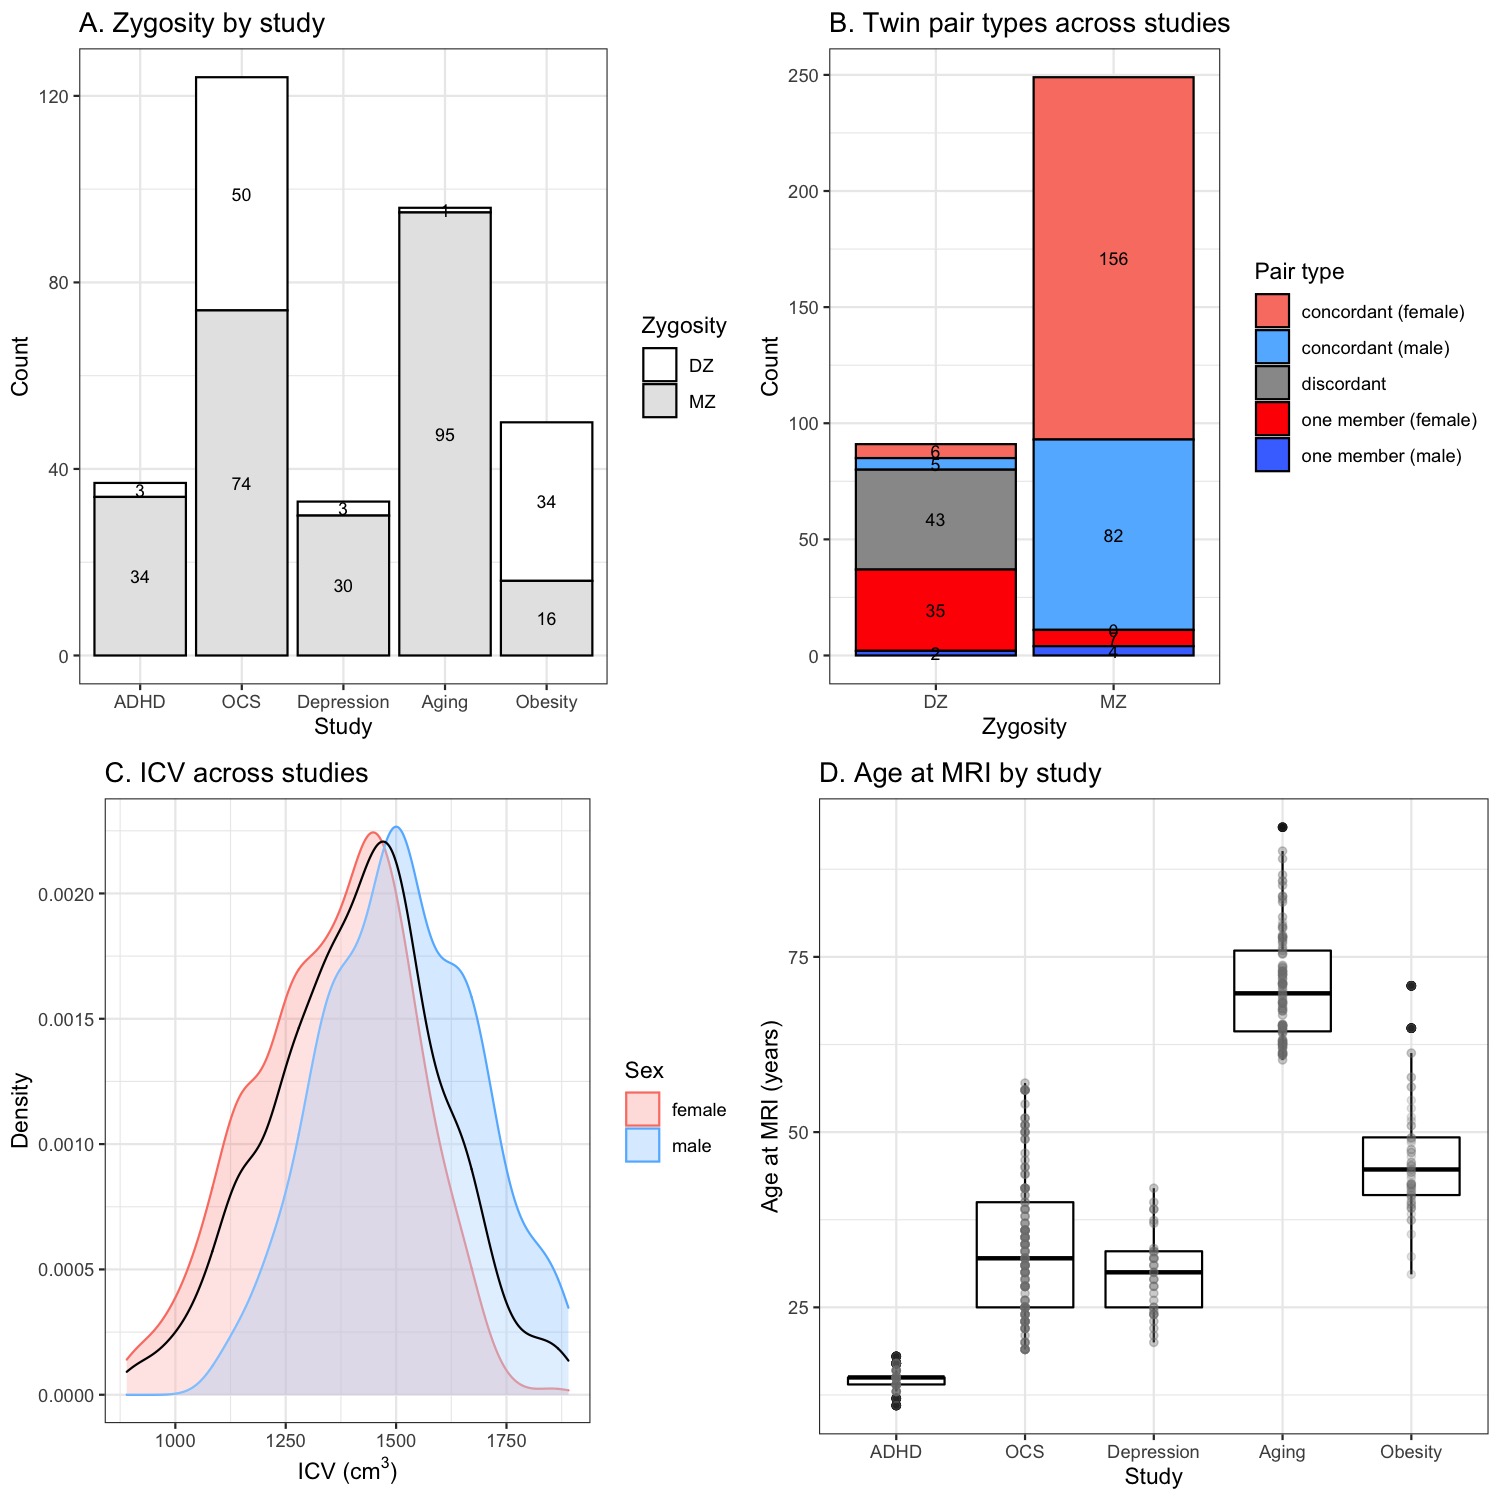 A. Zygosity by study
120
80
40
0
Count
50
74
3
34
3
30
1
95
34
16
ADHD OCS Depression Aging Obesity
Study
Zygosity
DZ
MZ
B. Twin pair types across studies
250
200
150
100
50
0
Count
6
5
43
35
2
156
82
0
7
4
DZ MZ
Zygosity
Pair type
concordant (female)
concordant (male)
discordant
one member (female)
one member (male)
C. ICV across studies
0.0020
0.0015
0.0010
0.0005
0.0000
Density
1000 1250 1500 1750
ICV (cm³)
Sex
female
male
D. Age at MRI by study
75
50
25
Age at MRI (years)
ADHD OCS Depression Aging Obesity
Study